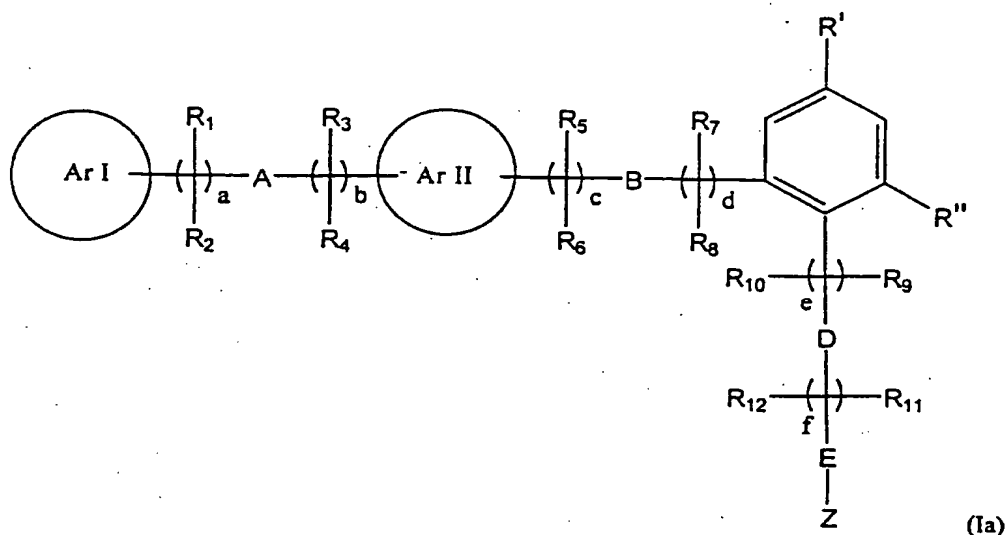 R'
R₁ R₃ R₅ R₇
Ar I ( )a A ( )b - Ar II ( )c B ( )d
R₂ R₄ R₆ R₈ R"
R₁₀ ( )e R₉
D
R₁₂ ( )f R₁₁
E
Z
(Ia)